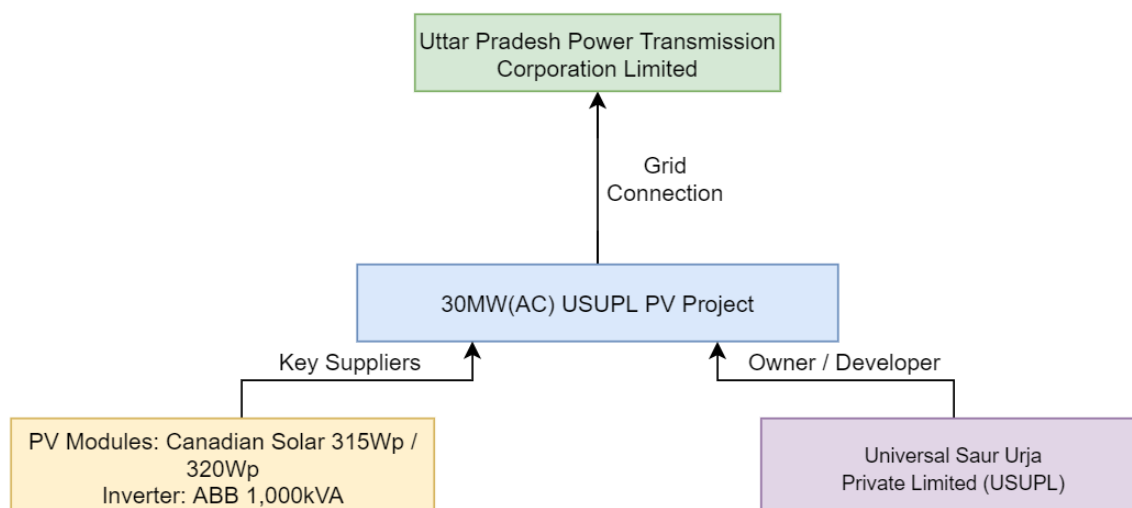 Uttar Pradesh Power Transmission
Corporation Limited
Grid
Connection
30MW(AC) USUPL PV Project
Key Suppliers
Owner / Developer
PV Modules: Canadian Solar 315Wp /
320Wp
Inverter: ABB 1,000kVA
Universal Saur Urja
Private Limited (USUPL)